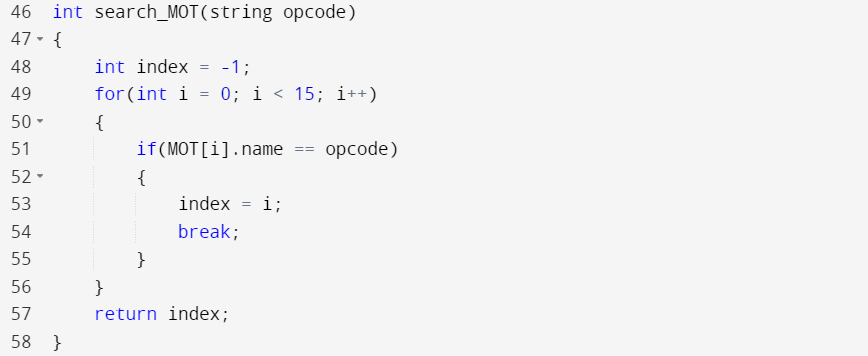 46 int search_MOT(string opcode)
47 {
48     int index = -1;
49     for(int i = 0; i < 15; i++)
50     {
51         if(MOT[i].name == opcode)
52         {
53             index = i;
54             break;
55         }
56     }
57     return index;
58 }